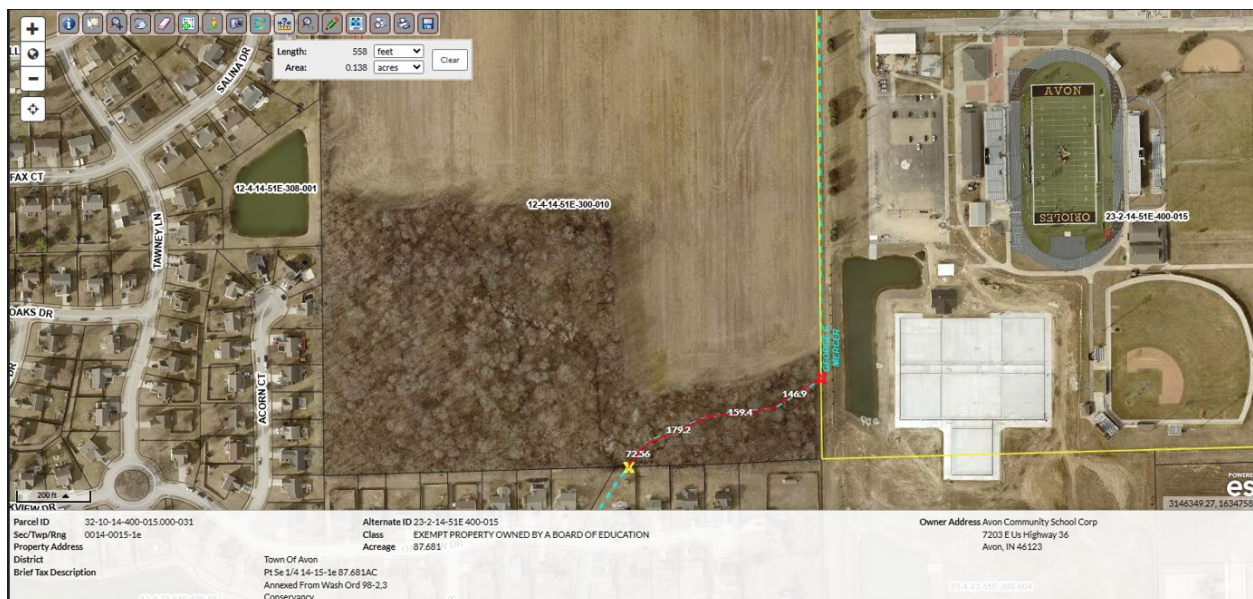 Length: 558 feet
Area: 0.138 acres
Clear
SALINA DR
FAX CT
12-4-14-51E-308-001
12-4-14-51E-300-010
AVON
ORIOLES
23-2-14-51E-400-015
TAWNEY LN
OAKS DR
ACORN CT
GEORGE E MERCER
146.9
159.4
179.2
72.56
200 ft
XVIEW DR
POWERE
es
3146349.27, 1634758
Parcel ID 32-10-14-400-015.000-031
Sec/Twp/Rng 0014-0015-1e
Property Address
District Town Of Avon
Brief Tax Description Pt Se 1/4 14-15-1e 87.681AC
Annexed From Wash Ord 98-2,3
Conservancy
Alternate ID 23-2-14-51E 400-015
Class EXEMPT PROPERTY OWNED BY A BOARD OF EDUCATION
Acreage 87.681
Owner Address Avon Community School Corp
7203 E Us Highway 36
Avon, IN 46123